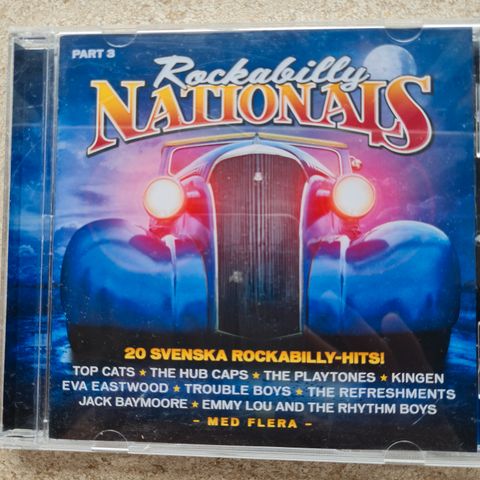 PART 3
Rockabilly
NATIONALS
20 SVENSKA ROCKABILLY-HITS!
TOP CATS ★ THE HUB CAPS ★ THE PLAYTONES ★ KINGEN
EVA EASTWOOD ★ TROUBLE BOYS ★ THE REFRESHMENTS
JACK BAYMOORE ★ EMMY LOU AND THE RHYTHM BOYS
- MED FLERA -